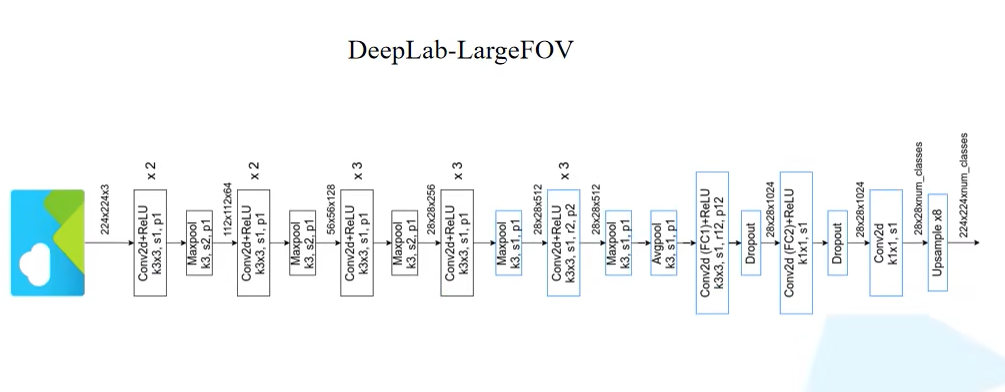 DeepLab-LargeFOV
224x224x3
Conv2d+ReLU
k3x3, s1, p1
x 2
Maxpool
k3, s2, p1
112x112x64
Conv2d+ReLU
k3x3, s1, p1
x 2
Maxpool
k3, s2, p1
56x56x128
Conv2d+ReLU
k3x3, s1, p1
x 3
Maxpool
k3, s2, p1
28x28x256
Conv2d+ReLU
k3x3, s1, p1
x 3
Maxpool
k3, s1, p1
28x28x512
Conv2d+ReLU
k3x3, s1, r2, p2
x 3
28x28x512
Maxpool
k3, s1, p1
Avgpool
k3, s1, p1
Conv2d (FC1)+ReLU
k3x3, s1, r12, p12
Dropout
28x28x1024
Conv2d (FC2)+ReLU
k1x1, s1
Dropout
28x28x1024
Conv2d
k1x1, s1
28x28xnum_classes
Upsample x8
224x224xnum_classes